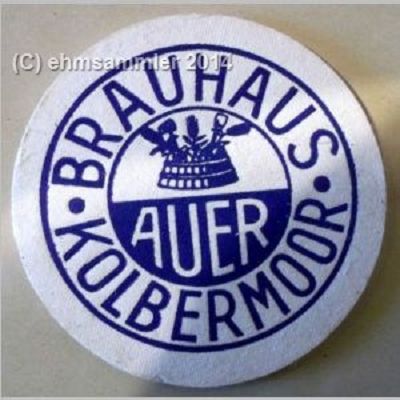 (C) ehmsammler 2014
BRAUHAUS
AUER
· KOLBERMOOR ·